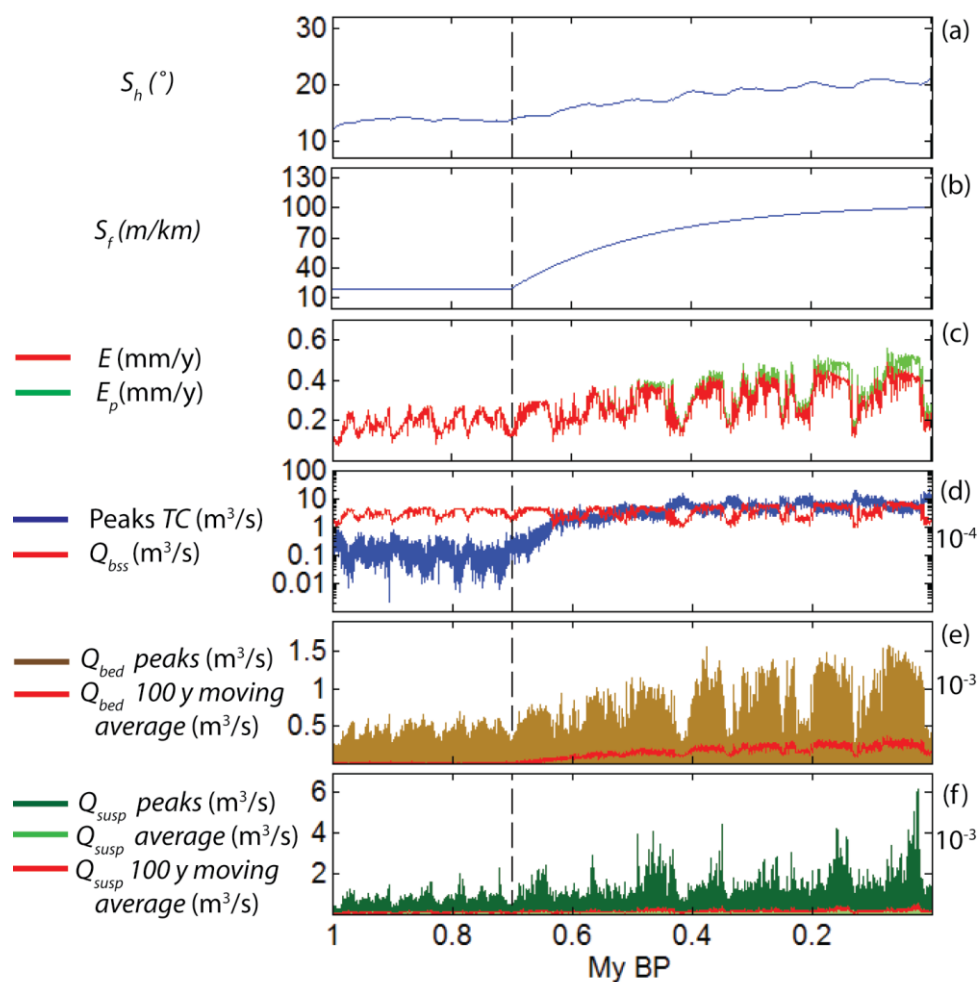 (a)
30
20
10
S_h (°)
(b)
130
100
70
40
10
S_f (m/km)
(c)
0.6
0.4
0.2
E (mm/y)
E_p (mm/y)
(d)
100
10
1
0.1
0.01
10^-4
Peaks TC (m³/s)
Q_bss (m³/s)
(e)
1.5
1
0.5
10^-3
Q_bed peaks (m³/s)
Q_bed 100 y moving
average (m³/s)
(f)
6
4
2
10^-3
Q_susp peaks (m³/s)
Q_susp average (m³/s)
Q_susp 100 y moving
average (m³/s)
1 0.8 0.6 0.4 0.2
My BP